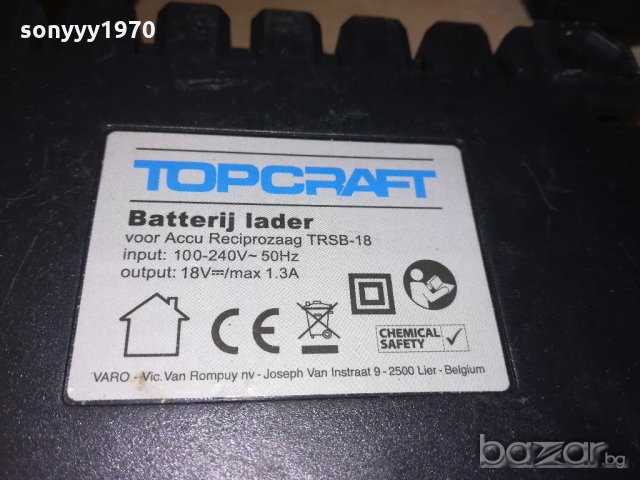 sonyyy1970
TOPCRAFT
Batterij lader
voor Accu Reciprozaag TRSB-18
input: 100-240V~ 50Hz
output: 18V⎓/max 1.3A
CE
CHEMICAL
SAFETY
VARO - Vic. Van Rompuy nv - Joseph Van Instraat 9 - 2500 Lier - Belgium
bazar.bg